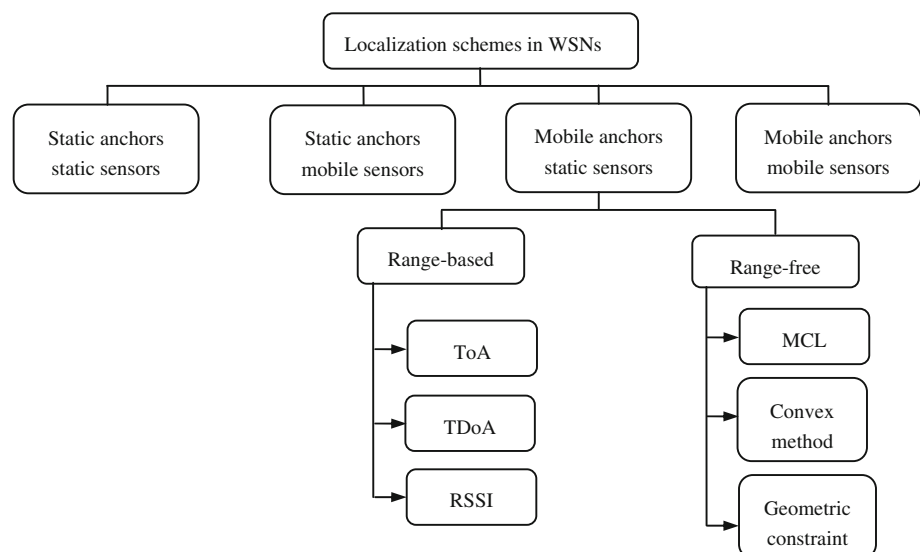 Localization schemes in WSNs
Static anchors
static sensors
Static anchors
mobile sensors
Mobile anchors
static sensors
Mobile anchors
mobile sensors
Range-based
Range-free
ToA
TDoA
RSSI
MCL
Convex
method
Geometric
constraint